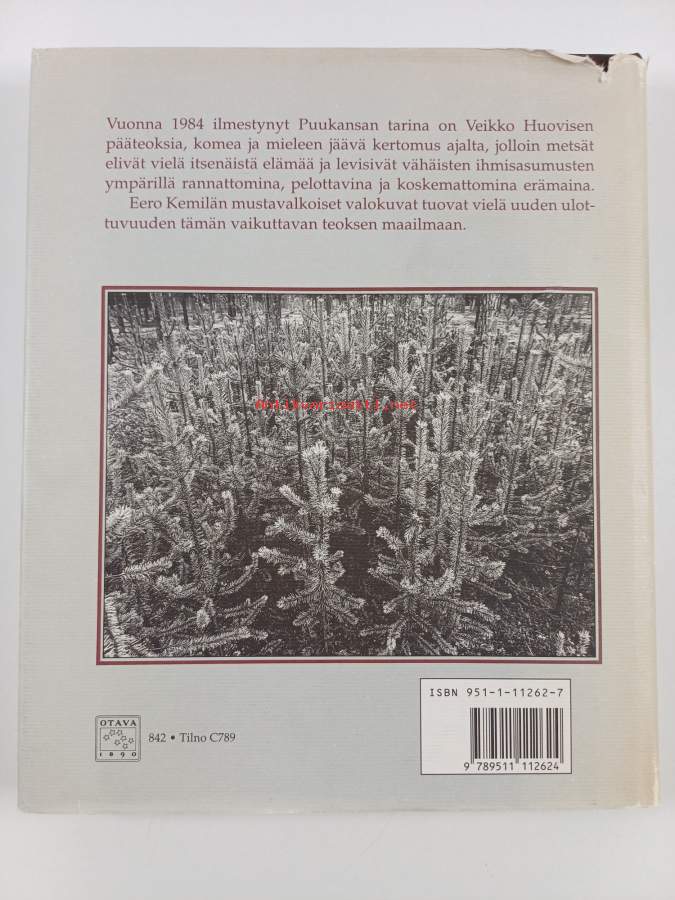 Vuonna 1984 ilmestynyt Puukansan tarina on Veikko Huovisen
pääteoksia, komea ja mieleen jäävä kertomus ajalta, jolloin metsät
elivät vielä itsenäistä elämää ja levisivät vähäisten ihmisasumusten
ympärillä rannattomina, pelottavina ja koskemattomina erämaina.
Eero Kemilän mustavalkoiset valokuvat tuovat vielä uuden ulot-
tuvuuden tämän vaikuttavan teoksen maailmaan.
Antikvariaatti.net
ISBN 951-1-11262-7
OTAVA
1890
842 • Tilno C789
9 789511 112624